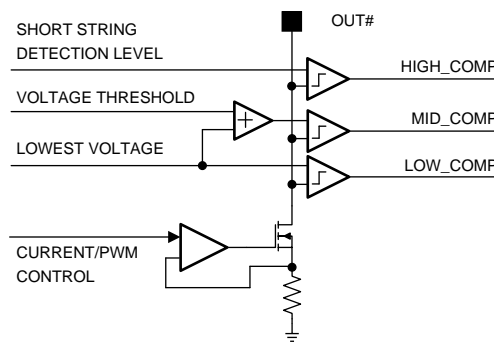 OUT#
SHORT STRING
DETECTION LEVEL
HIGH_COMP
VOLTAGE THRESHOLD
MID_COMP
LOWEST VOLTAGE
LOW_COMP
CURRENT/PWM
CONTROL